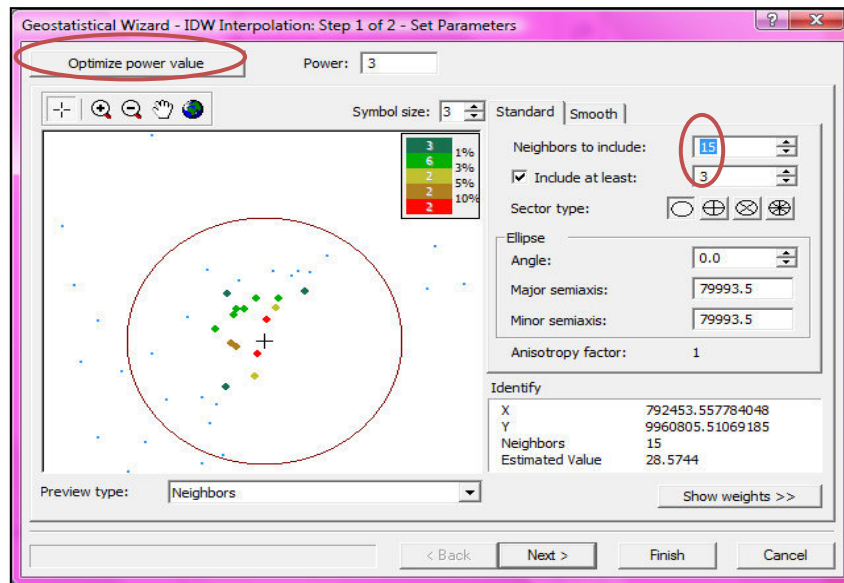 Geostatistical Wizard - IDW Interpolation: Step 1 of 2 - Set Parameters
Optimize power value
Power: 3
Symbol size: 3
Standard
Smooth
3
6
2
2
2
1%
3%
5%
10%
Neighbors to include: 15
Include at least: 3
Sector type:
Ellipse
Angle: 0.0
Major semiaxis: 79993.5
Minor semiaxis: 79993.5
Anisotropy factor: 1
Identify
X 792453.557784048
Y 9960805.51069185
Neighbors 15
Estimated Value 28.5744
Preview type: Neighbors
Show weights >>
< Back
Next >
Finish
Cancel